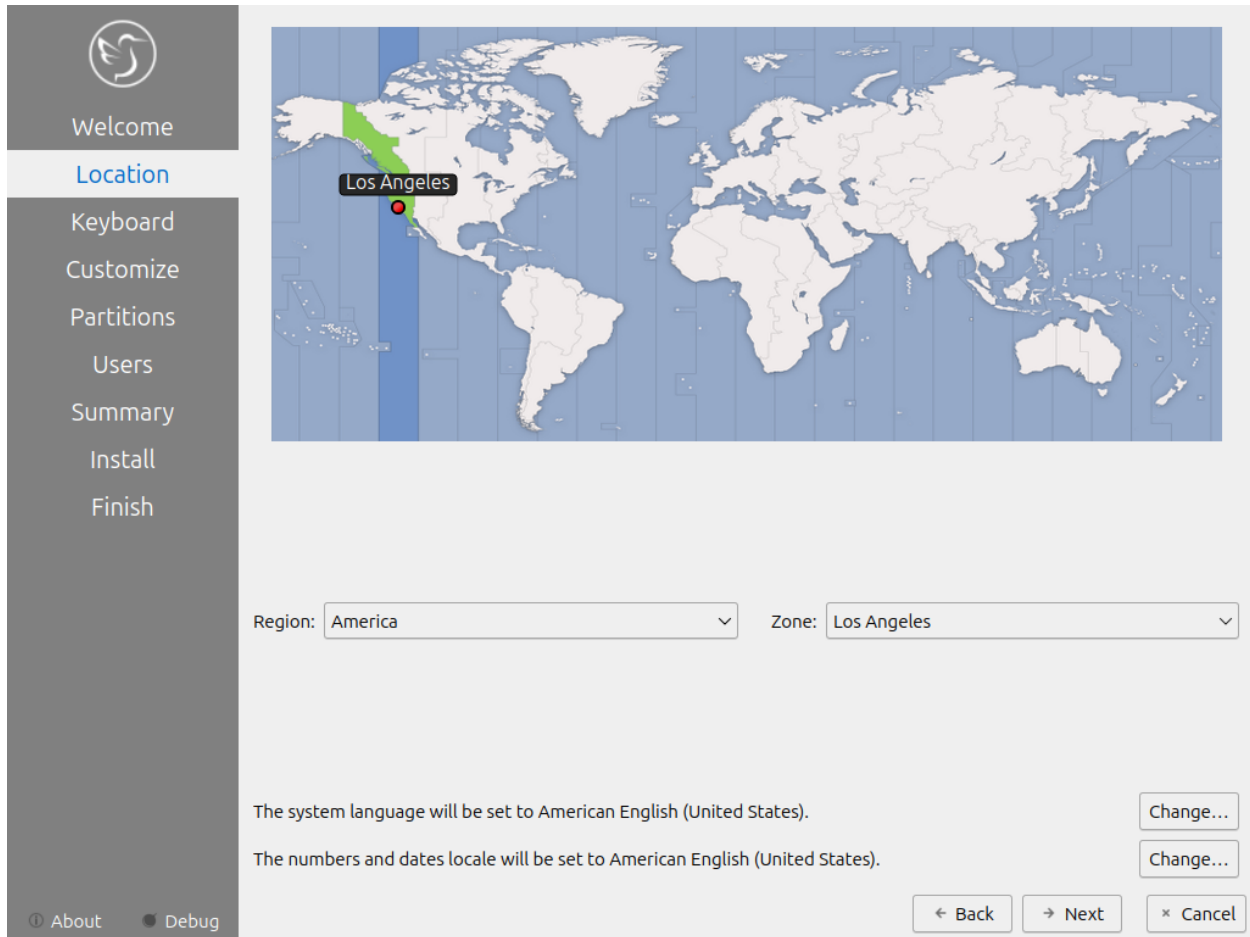 Welcome
Location
Keyboard
Customize
Partitions
Users
Summary
Install
Finish
About Debug
Los Angeles
Region: America Zone: Los Angeles
The system language will be set to American English (United States). Change...
The numbers and dates locale will be set to American English (United States). Change...
Back Next Cancel